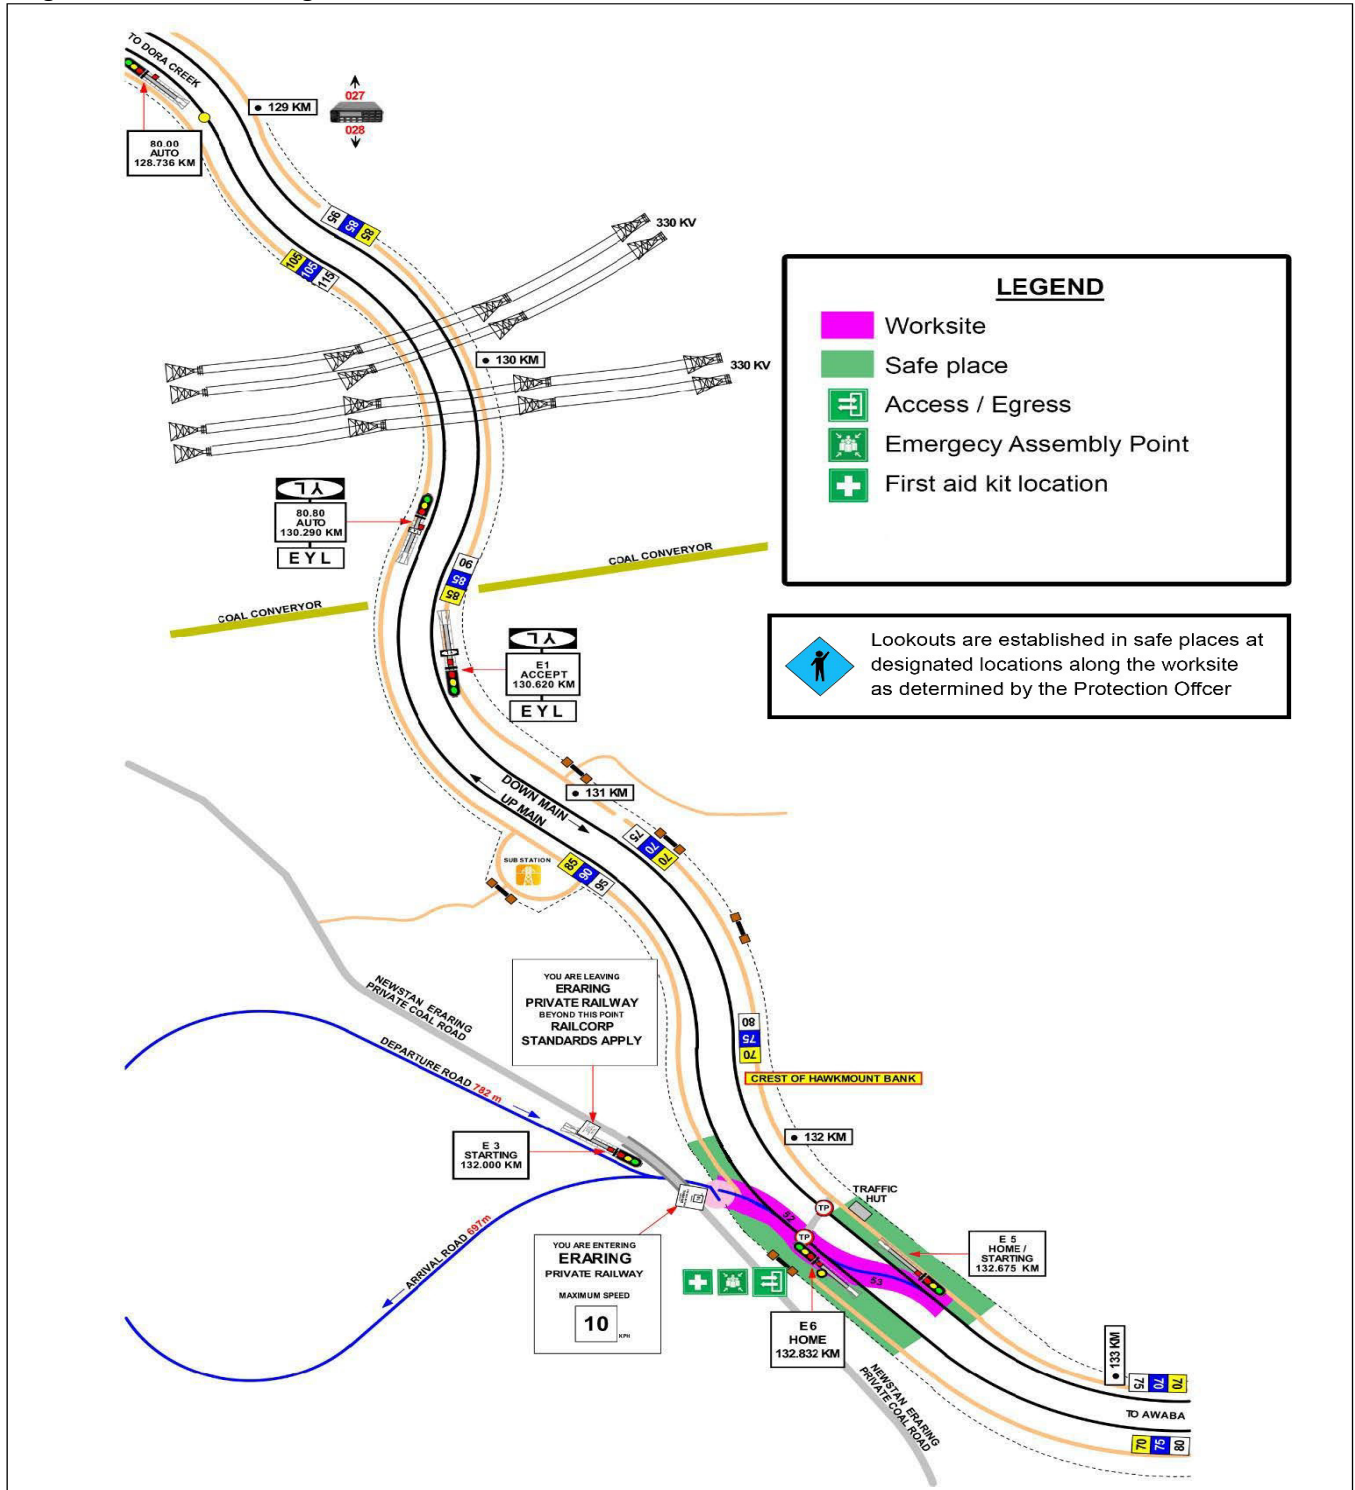 TO DORA CREEK
129 KM
027
028
80.00
AUTO
128.736 KM
95
85
85
105
105
115
330 KV
130 KM
330 KV
LEGEND
Worksite
Safe place
Access / Egress
Emergecy Assembly Point
First aid kit location
YL
80.80
AUTO
130.290 KM
EYL
COAL CONVERYOR
90
85
85
COAL CONVERYOR
Lookouts are established in safe places at
designated locations along the worksite
as determined by the Protection Offcer
YL
E1
ACCEPT
130.620 KM
EYL
DOWN MAIN
UP MAIN
131 KM
75
70
70
SUB STATION
85
90
95
NEWSTAN ERARING
PRIVATE COAL ROAD
YOU ARE LEAVING
ERARING
PRIVATE RAILWAY
BEYOND THIS POINT
RAILCORP
STANDARDS APPLY
80
75
70
CREST OF HAWKMOUNT BANK
DEPARTURE ROAD 782 m
E 3
STARTING
132.000 KM
132 KM
TRAFFIC
HUT
52
TP
TP
53
E 5
HOME /
STARTING
132.675 KM
ARRIVAL ROAD 697m
YOU ARE ENTERING
ERARING
PRIVATE RAILWAY
MAXIMUM SPEED
10
KPH
E6
HOME
132.832 KM
NEWSTAN ERARING
PRIVATE COAL ROAD
133 KM
75
70
70
TO AWABA
70
75
80